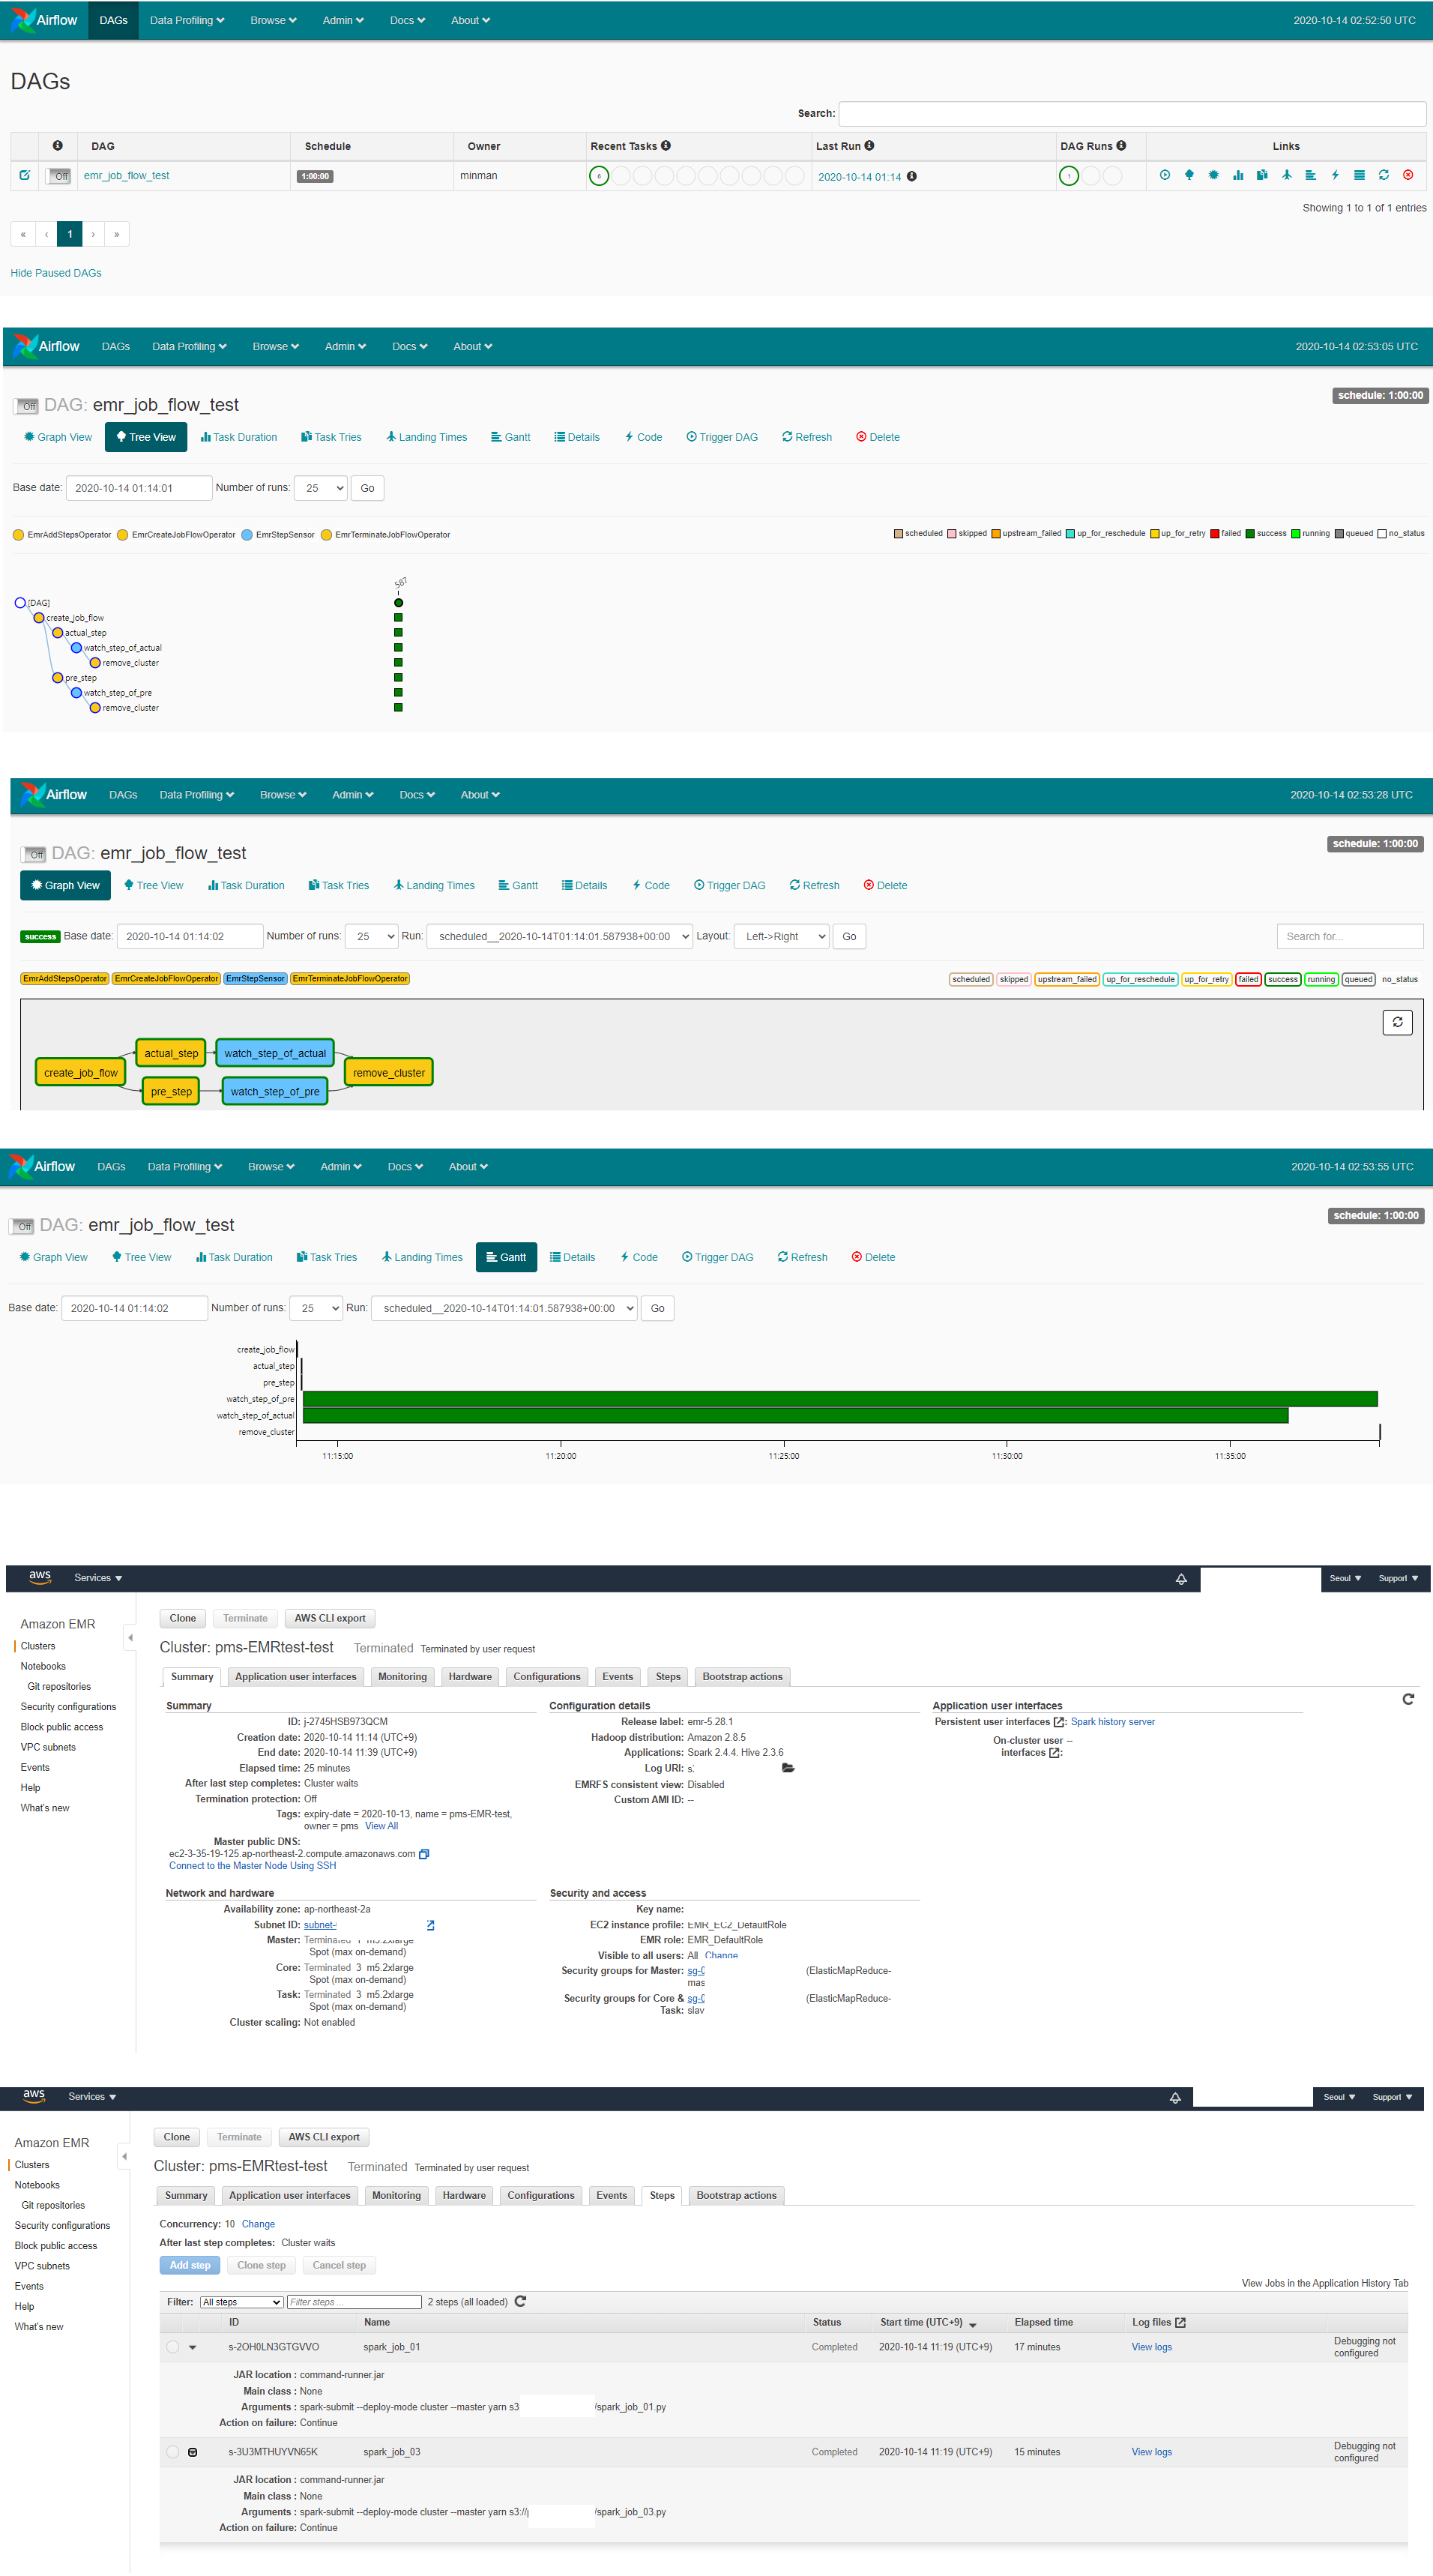 Airflow DAGs Data Profiling Browse Admin Docs About 2020-10-14 02:52:50 UTC
DAGs
Search:
DAG Schedule Owner Recent Tasks Last Run DAG Runs Links
Off emr_job_flow_test 1:00:00 minman 6 2020-10-14 01:14 1
Showing 1 to 1 of 1 entries
« ‹ 1 › »
Hide Paused DAGs
Airflow DAGs Data Profiling Browse Admin Docs About 2020-10-14 02:53:05 UTC
Off DAG: emr_job_flow_test schedule: 1:00:00
Graph View Tree View Task Duration Task Tries Landing Times Gantt Details Code Trigger DAG Refresh Delete
Base date: 2020-10-14 01:14:01 Number of runs: 25 Go
EmrAddStepsOperator EmrCreateJobFlowOperator EmrStepSensor EmrTerminateJobFlowOperator scheduled skipped upstream_failed up_for_reschedule up_for_retry failed success running queued no_status
.587
[DAG]
create_job_flow
actual_step
watch_step_of_actual
remove_cluster
pre_step
watch_step_of_pre
remove_cluster
Airflow DAGs Data Profiling Browse Admin Docs About 2020-10-14 02:53:28 UTC
Off DAG: emr_job_flow_test schedule: 1:00:00
Graph View Tree View Task Duration Task Tries Landing Times Gantt Details Code Trigger DAG Refresh Delete
success Base date: 2020-10-14 01:14:02 Number of runs: 25 Run: scheduled__2020-10-14T01:14:01.587938+00:00 Layout: Left->Right Go Search for...
EmrAddStepsOperator EmrCreateJobFlowOperator EmrStepSensor EmrTerminateJobFlowOperator scheduled skipped upstream_failed up_for_reschedule up_for_retry failed success running queued no_status
actual_step watch_step_of_actual
create_job_flow remove_cluster
pre_step watch_step_of_pre
Airflow DAGs Data Profiling Browse Admin Docs About 2020-10-14 02:53:55 UTC
Off DAG: emr_job_flow_test schedule: 1:00:00
Graph View Tree View Task Duration Task Tries Landing Times Gantt Details Code Trigger DAG Refresh Delete
Base date: 2020-10-14 01:14:02 Number of runs: 25 Run: scheduled__2020-10-14T01:14:01.587938+00:00 Go
create_job_flow
actual_step
pre_step
watch_step_of_pre
watch_step_of_actual
remove_cluster
11:15:00 11:20:00 11:25:00 11:30:00 11:35:00
aws Services Seoul Support
Amazon EMR
Clusters
Notebooks
Git repositories
Security configurations
Block public access
VPC subnets
Events
Help
What's new
Clone Terminate AWS CLI export
Cluster: pms-EMRtest-test Terminated Terminated by user request
Summary Application user interfaces Monitoring Hardware Configurations Events Steps Bootstrap actions
Summary
ID: j-2745HSB973QCM
Creation date: 2020-10-14 11:14 (UTC+9)
End date: 2020-10-14 11:39 (UTC+9)
Elapsed time: 25 minutes
After last step completes: Cluster waits
Termination protection: Off
Tags: expiry-date = 2020-10-13, name = pms-EMR-test,
owner = pms View All
Master public DNS:
ec2-3-35-19-125.ap-northeast-2.compute.amazonaws.com
Connect to the Master Node Using SSH
Configuration details
Release label: emr-5.28.1
Hadoop distribution: Amazon 2.8.5
Applications: Spark 2.4.4, Hive 2.3.6
Log URI: s:
EMRFS consistent view: Disabled
Custom AMI ID: --
Application user interfaces
Persistent user interfaces : Spark history server
On-cluster user --
interfaces :
Network and hardware
Availability zone: ap-northeast-2a
Subnet ID: subnet-
Master: Terminated 1 m5.2xlarge
Spot (max on-demand)
Core: Terminated 3 m5.2xlarge
Spot (max on-demand)
Task: Terminated 3 m5.2xlarge
Spot (max on-demand)
Cluster scaling: Not enabled
Security and access
Key name:
EC2 instance profile: EMR_EC2_DefaultRole
EMR role: EMR_DefaultRole
Visible to all users: All Change
Security groups for Master: sg-0 (ElasticMapReduce-
mas
Security groups for Core & sg-0 (ElasticMapReduce-
Task: slav
aws Services Seoul Support
Amazon EMR
Clusters
Notebooks
Git repositories
Security configurations
Block public access
VPC subnets
Events
Help
What's new
Clone Terminate AWS CLI export
Cluster: pms-EMRtest-test Terminated Terminated by user request
Summary Application user interfaces Monitoring Hardware Configurations Events Steps Bootstrap actions
Concurrency: 10 Change
After last step completes: Cluster waits
Add step Clone step Cancel step
View Jobs in the Application History Tab
Filter: All steps Filter steps ... 2 steps (all loaded)
ID Name Status Start time (UTC+9) Elapsed time Log files
s-2OH0LN3GTGVVO spark_job_01 Completed 2020-10-14 11:19 (UTC+9) 17 minutes View logs Debugging not configured
JAR location : command-runner.jar
Main class : None
Arguments : spark-submit --deploy-mode cluster --master yarn s3 /spark_job_01.py
Action on failure: Continue
s-3U3MTHUYVN65K spark_job_03 Completed 2020-10-14 11:19 (UTC+9) 15 minutes View logs Debugging not configured
JAR location : command-runner.jar
Main class : None
Arguments : spark-submit --deploy-mode cluster --master yarn s3:// /spark_job_03.py
Action on failure: Continue